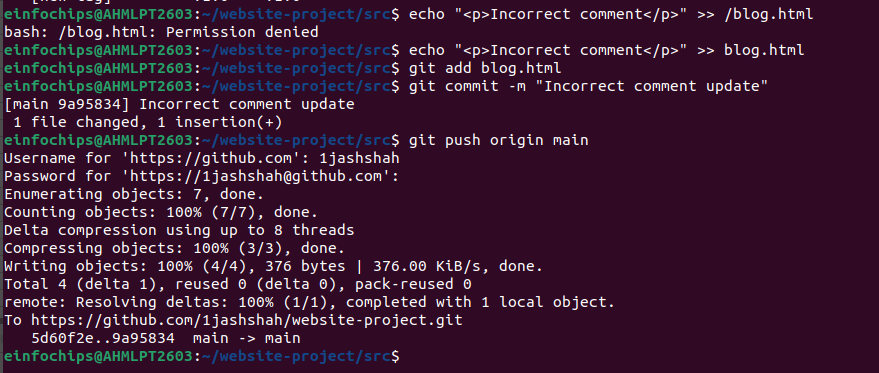 einfochips@AHMLPT2603:~/website-project/src$ echo "<p>Incorrect comment</p>" >> /blog.html
bash: /blog.html: Permission denied
einfochips@AHMLPT2603:~/website-project/src$ echo "<p>Incorrect comment</p>" >> blog.html
einfochips@AHMLPT2603:~/website-project/src$ git add blog.html
einfochips@AHMLPT2603:~/website-project/src$ git commit -m "Incorrect comment update"
[main 9a95834] Incorrect comment update
 1 file changed, 1 insertion(+)
einfochips@AHMLPT2603:~/website-project/src$ git push origin main
Username for 'https://github.com': 1jashshah
Password for 'https://1jashshah@github.com':
Enumerating objects: 7, done.
Counting objects: 100% (7/7), done.
Delta compression using up to 8 threads
Compressing objects: 100% (3/3), done.
Writing objects: 100% (4/4), 376 bytes | 376.00 KiB/s, done.
Total 4 (delta 1), reused 0 (delta 0), pack-reused 0
remote: Resolving deltas: 100% (1/1), completed with 1 local object.
To https://github.com/1jashshah/website-project.git
   5d60f2e..9a95834  main -> main
einfochips@AHMLPT2603:~/website-project/src$